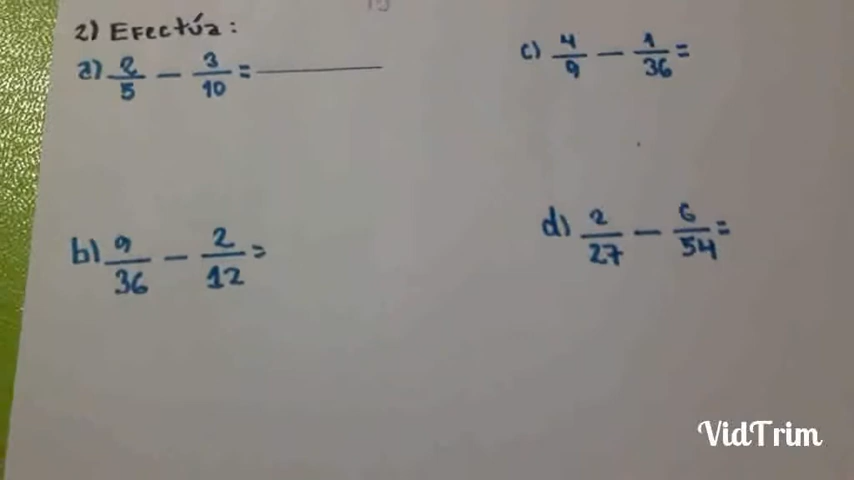 2) Efectúa:
a) 2/5 - 3/10 =
b) 9/36 - 2/12 =
c) 4/9 - 1/36 =
d) 2/27 - 6/54 =
VidTrim